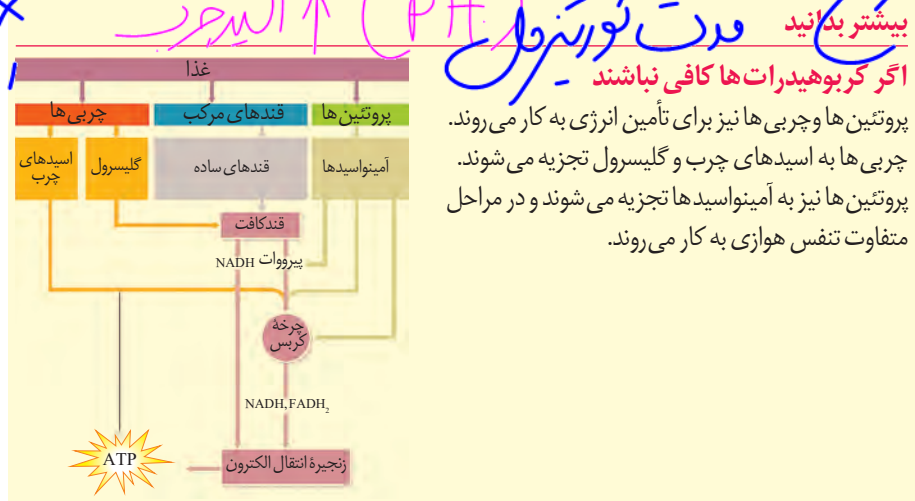 بیشتر بدانید
اگر کربوهیدرات‌ها کافی نباشند
پروتئین‌ها وچربی‌ها نیز برای تأمین انرژی به کار می‌روند.
چربی‌ها به اسیدهای چرب و گلیسرول تجزیه می‌شوند.
پروتئین‌ها نیز به آمینواسیدها تجزیه می‌شوند و در مراحل
متفاوت تنفس هوازی به کار می‌روند.
غذا
پروتئین‌ها
قندهای مرکب
چربی‌ها
آمینواسیدها
قندهای ساده
گلیسرول
اسیدهای
چرب
قندکافت
پیرووات NADH
چرخهٔ
کربس
NADH, FADH₂
زنجیرهٔ انتقال الکترون
ATP
(PH)